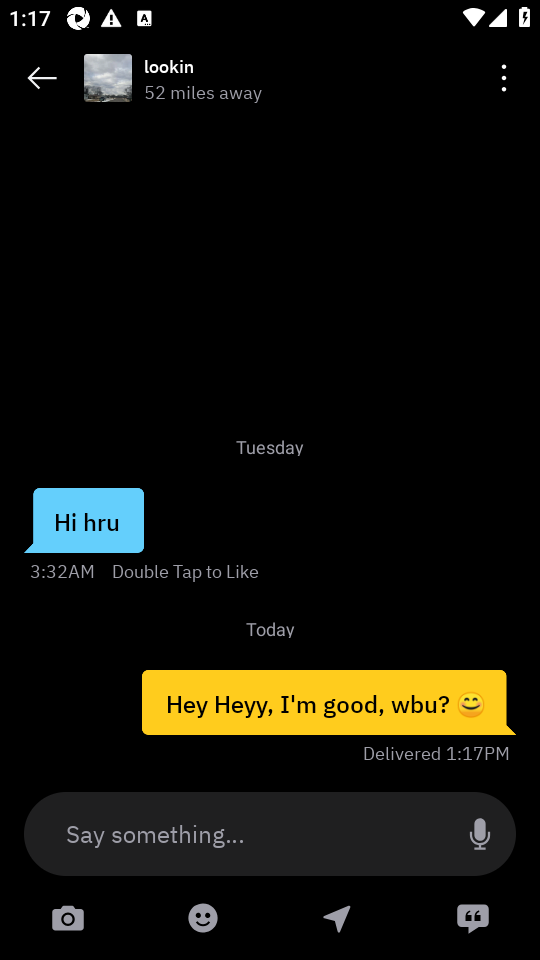 1:17
lookin
52 miles away
Tuesday
Hi hru
3:32AM Double Tap to Like
Today
Hey Heyy, I'm good, wbu? 😄
Delivered 1:17PM
Say something...